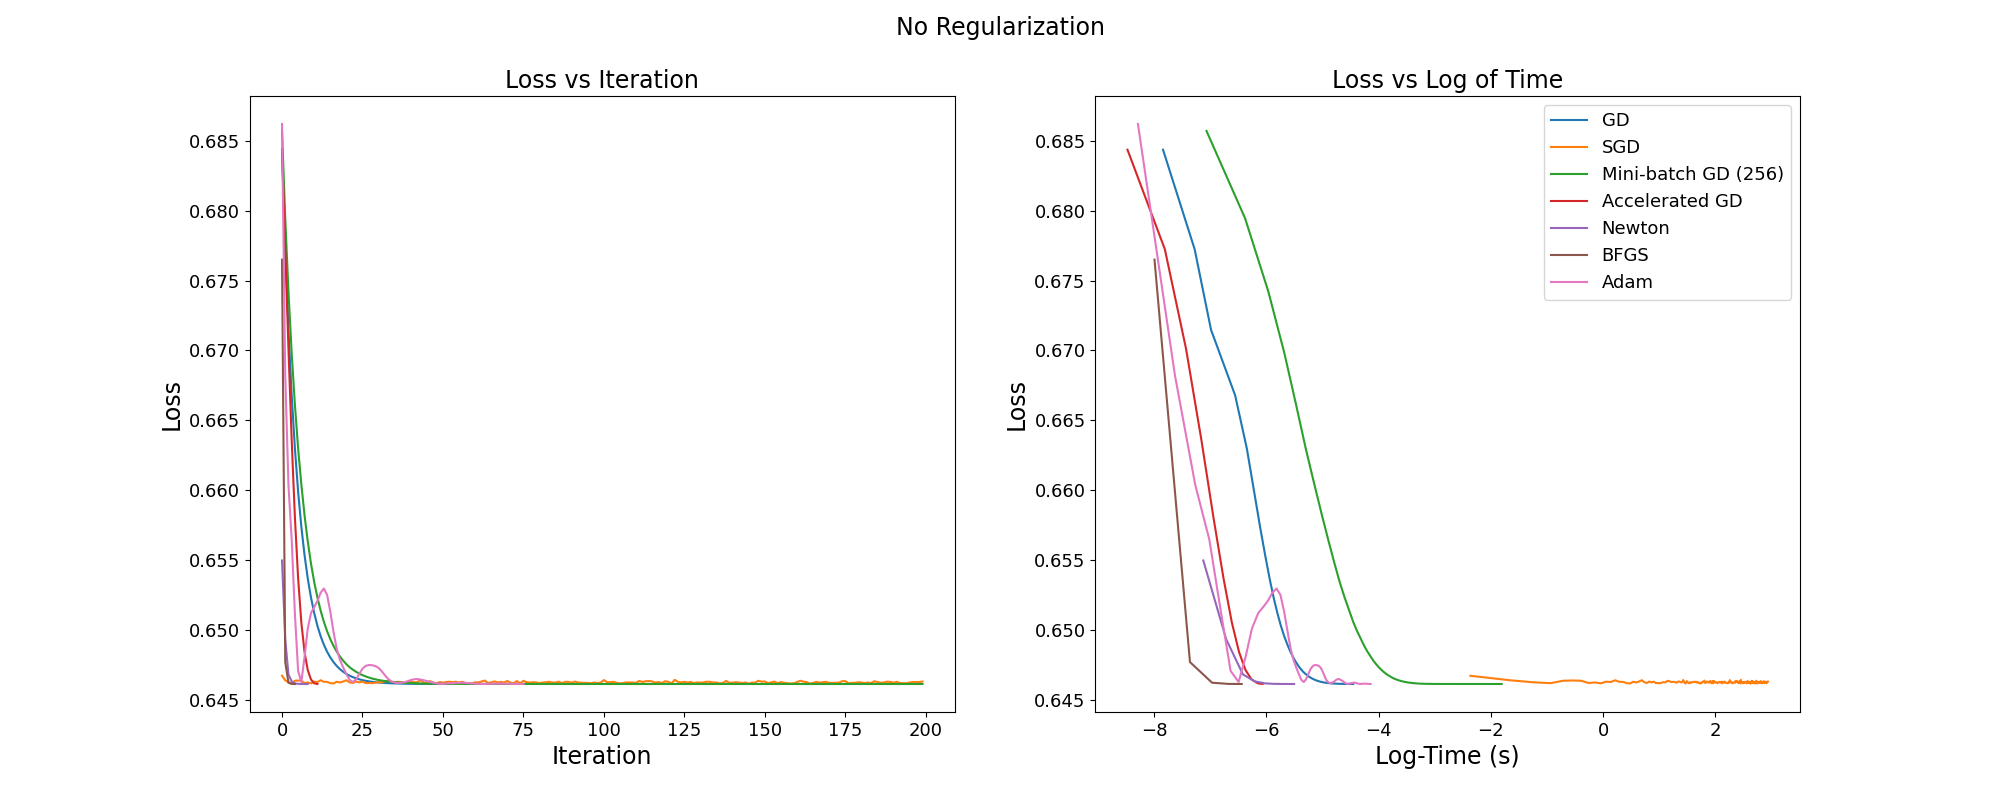 No Regularization
Loss vs Iteration
0.685
0.680
0.675
0.670
0.665
0.660
0.655
0.650
0.645
Loss
0 25 50 75 100 125 150 175 200
Iteration
Loss vs Log of Time
0.685
0.680
0.675
0.670
0.665
0.660
0.655
0.650
0.645
Loss
−8 −6 −4 −2 0 2
Log-Time (s)
GD
SGD
Mini-batch GD (256)
Accelerated GD
Newton
BFGS
Adam